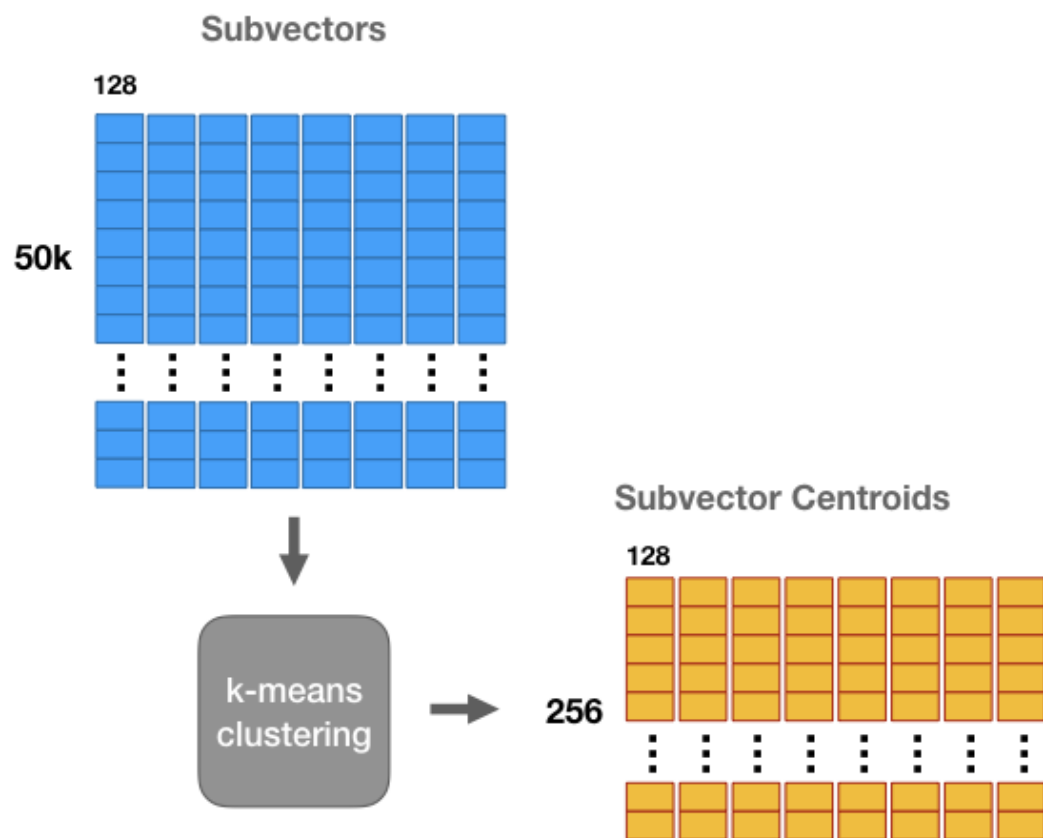 Subvectors
128
50k
Subvector Centroids
128
k-means
clustering
256